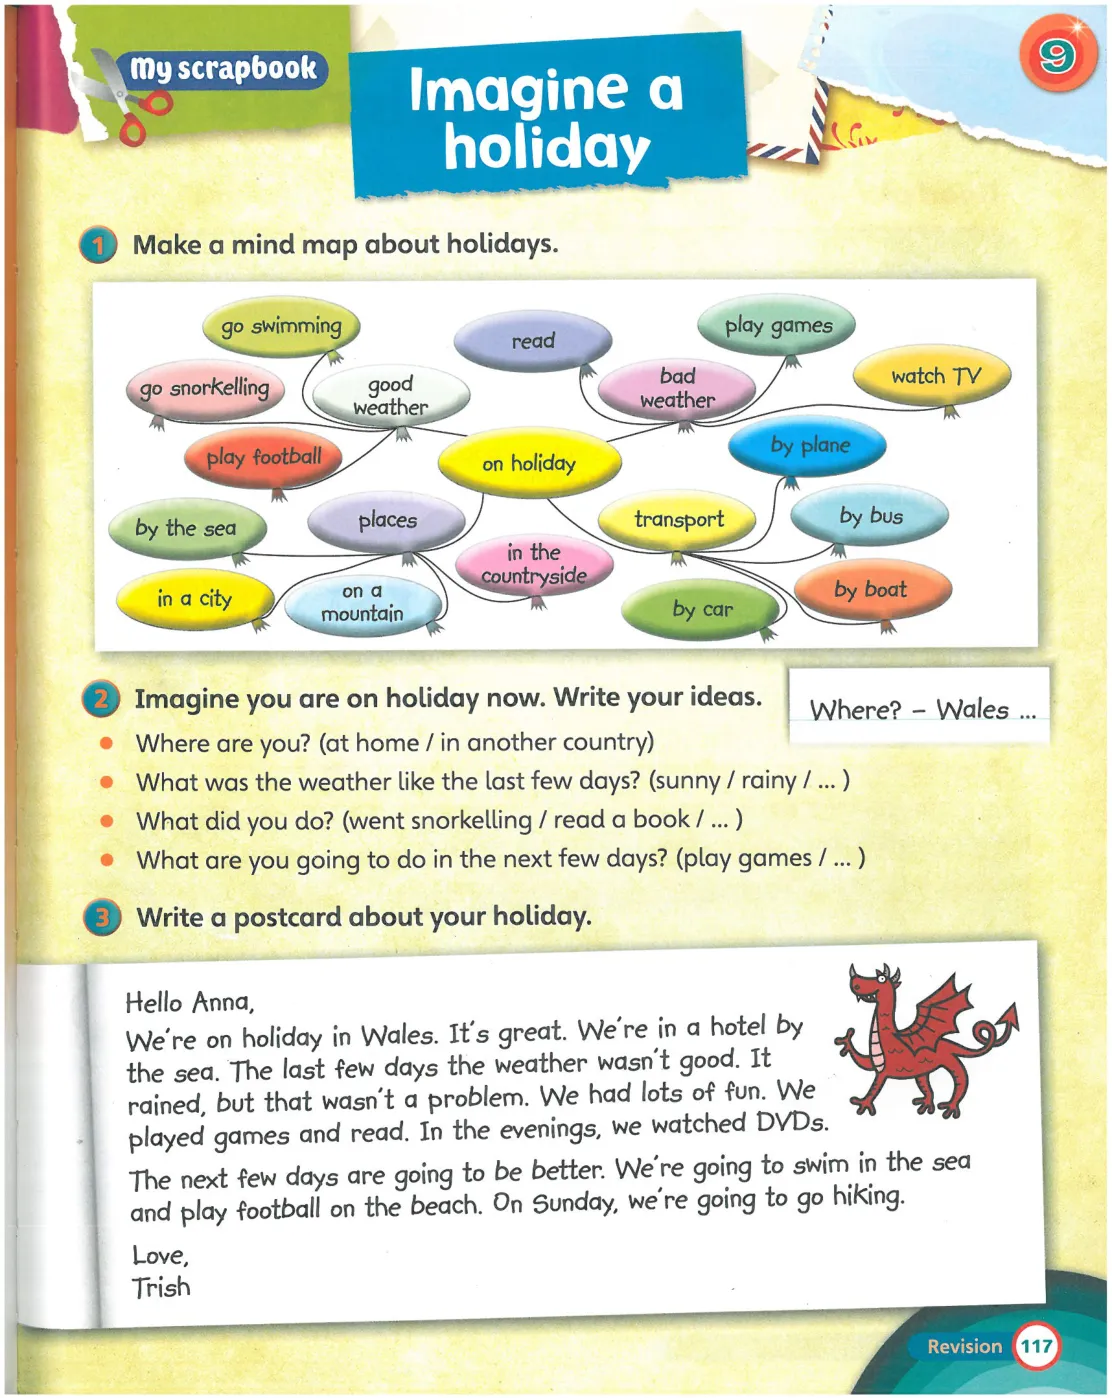 My scrapbook
Imagine a
holiday
9
1 Make a mind map about holidays.
go swimming
read
play games
go snorkelling
good
weather
bad
weather
watch TV
play football
on holiday
by plane
by the sea
places
transport
by bus
in the
countryside
in a city
on a
mountain
by car
by boat
2 Imagine you are on holiday now. Write your ideas.
Where? – Wales ...
• Where are you? (at home / in another country)
• What was the weather like the last few days? (sunny / rainy / ... )
• What did you do? (went snorkelling / read a book / ... )
• What are you going to do in the next few days? (play games / ... )
3 Write a postcard about your holiday.
Hello Anna,
We're on holiday in Wales. It's great. We're in a hotel by
the sea. The last few days the weather wasn't good. It
rained, but that wasn't a problem. We had lots of fun. We
played games and read. In the evenings, we watched DVDs.
The next few days are going to be better. We're going to swim in the sea
and play football on the beach. On Sunday, we're going to go hiking.
Love,
Trish
Revision 117